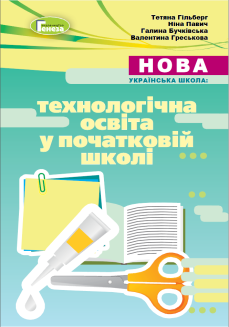 Тетяна Гільберг
Ніна Павич
Галина Бучківська
Валентина Греськова
Генеза
НОВА
УКРАЇНСЬКА ШКОЛА:
технологічна
освіта
у початковій
школі